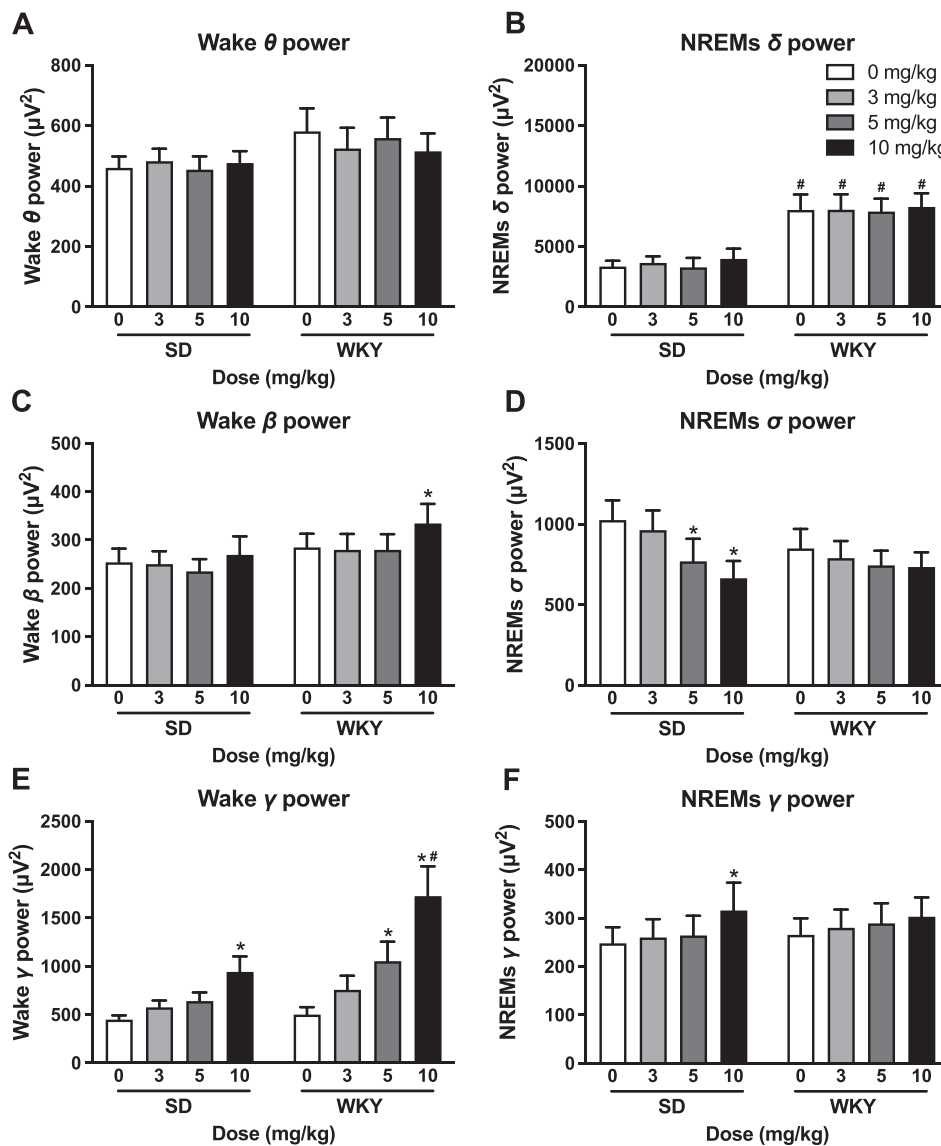 A
Wake θ power
Wake θ power (µV²)
800
600
400
200
0
0 3 5 10 0 3 5 10
SD WKY
Dose (mg/kg)
B
NREMs δ power
NREMs δ power (µV²)
20000
15000
10000
5000
0
0 mg/kg
3 mg/kg
5 mg/kg
10 mg/kg
# # # #
0 3 5 10 0 3 5 10
SD WKY
Dose (mg/kg)
C
Wake β power
Wake β power (µV²)
500
400
300
200
100
0
*
0 3 5 10 0 3 5 10
SD WKY
Dose (mg/kg)
D
NREMs σ power
NREMs σ power (µV²)
1500
1000
500
0
* *
0 3 5 10 0 3 5 10
SD WKY
Dose (mg/kg)
E
Wake γ power
Wake γ power (µV²)
2500
2000
1500
1000
500
0
* * *#
0 3 5 10 0 3 5 10
SD WKY
Dose (mg/kg)
F
NREMs γ power
NREMs γ power (µV²)
500
400
300
200
100
0
*
0 3 5 10 0 3 5 10
SD WKY
Dose (mg/kg)